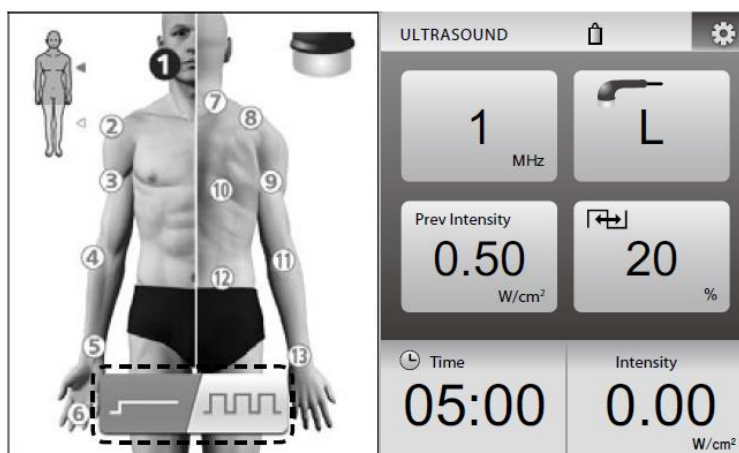 1
2
3
4
5
6
7
8
9
10
11
12
13
ULTRASOUND
1
MHz
L
Prev Intensity
0.50
W/cm²
20
%
Time
05:00
Intensity
0.00
W/cm²